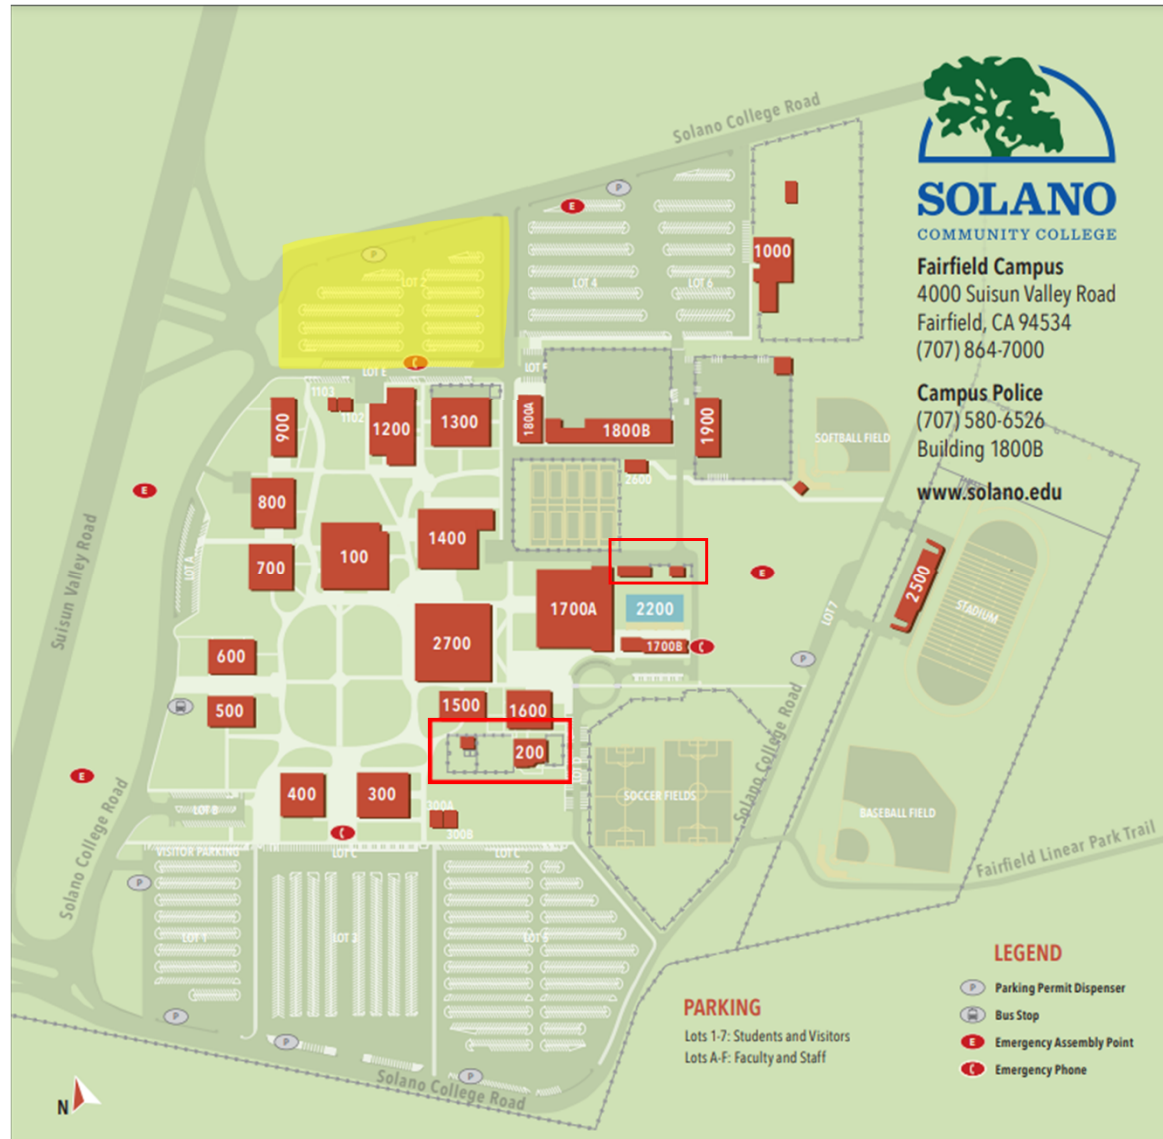 Solano College Road
SOLANO
COMMUNITY COLLEGE
Fairfield Campus
4000 Suisun Valley Road
Fairfield, CA 94534
(707) 864-7000
Campus Police
(707) 580-6526
Building 1800B
www.solano.edu
P
E
P
1000
LOT 2
LOT 4
LOT 6
LOT E
1103
1102
900
1200
1300
1800A
1800B
1900
SOFTBALL FIELD
2600
E
800
100
1400
700
LOT A
Suisun Valley Road
1700A
2200
E
2500
STADIUM
LOT 7
600
2700
1700B
P
500
1500
1600
200
LOT D
SOCCER FIELDS
Solano College Road
BASEBALL FIELD
Fairfield Linear Park Trail
E
400
300
300A
300B
LOT B
Solano College Road
VISITOR PARKING
LOT C
LOT C
P
LOT 1
LOT 3
LOT 5
P
P
P
Solano College Road
N
PARKING
Lots 1-7: Students and Visitors
Lots A-F: Faculty and Staff
LEGEND
P Parking Permit Dispenser
Bus Stop
E Emergency Assembly Point
Emergency Phone